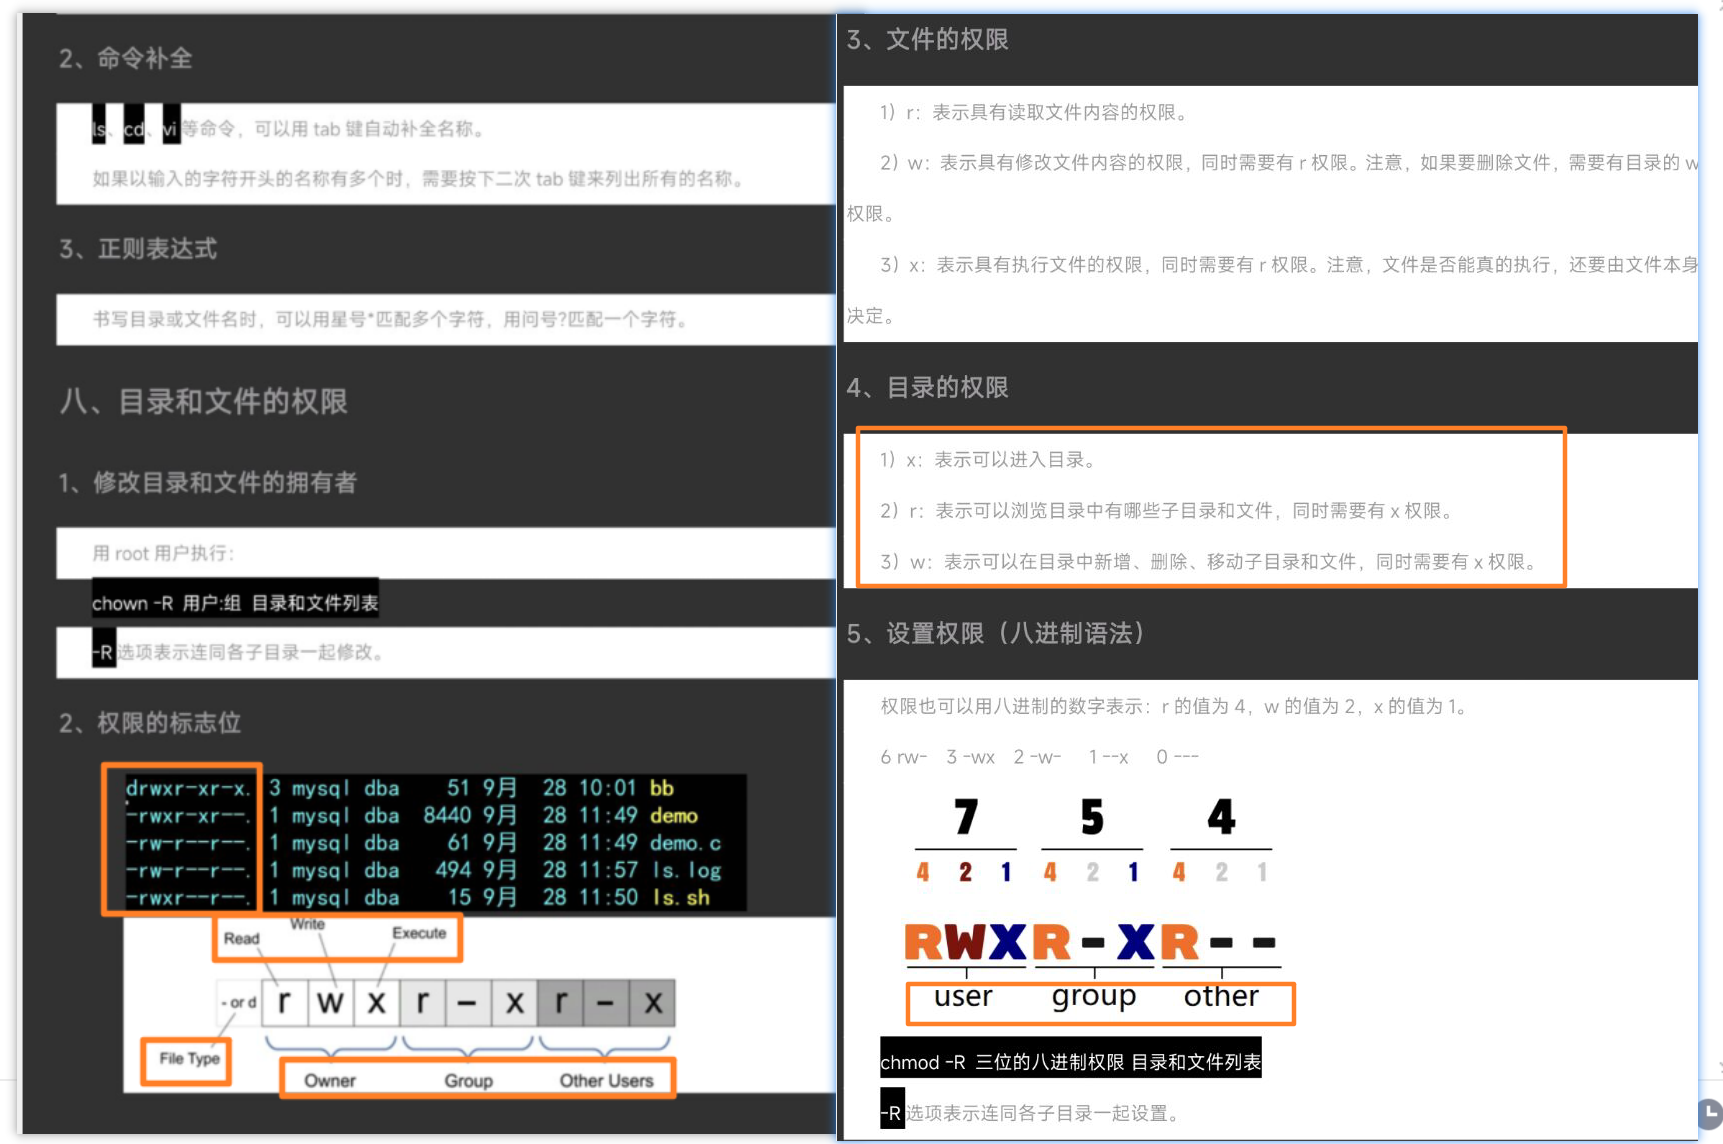 2、命令补全
ls、cd、vi等命令，可以用 tab 键自动补全名称。
如果以输入的字符开头的名称有多个时，需要按下二次 tab 键来列出所有的名称。
3、正则表达式
书写目录或文件名时，可以用星号*匹配多个字符，用问号?匹配一个字符。
八、目录和文件的权限
1、修改目录和文件的拥有者
用 root 用户执行：
chown -R 用户:组 目录和文件列表
-R选项表示连同各子目录一起修改。
2、权限的标志位
drwxr-xr-x. 3 mysql dba 51 9月 28 10:01 bb
-rwxr-xr--. 1 mysql dba 8440 9月 28 11:49 demo
-rw-r--r--. 1 mysql dba 61 9月 28 11:49 demo.c
-rw-r--r--. 1 mysql dba 494 9月 28 11:57 ls.log
-rwxr--r--. 1 mysql dba 15 9月 28 11:50 ls.sh
Read Write Execute
- or d r w x r - x r - x
File Type
Owner Group Other Users
3、文件的权限
1）r：表示具有读取文件内容的权限。
2）w：表示具有修改文件内容的权限，同时需要有 r 权限。注意，如果要删除文件，需要有目录的 w
权限。
3）x：表示具有执行文件的权限，同时需要有 r 权限。注意，文件是否能真的执行，还要由文件本身
决定。
4、目录的权限
1）x：表示可以进入目录。
2）r：表示可以浏览目录中有哪些子目录和文件，同时需要有 x 权限。
3）w：表示可以在目录中新增、删除、移动子目录和文件，同时需要有 x 权限。
5、设置权限（八进制语法）
权限也可以用八进制的数字表示：r 的值为 4，w 的值为 2，x 的值为 1。
6 rw- 3 -wx 2 -w- 1 --x 0 ---
7 5 4
4 2 1 4 2 1 4 2 1
RWXR-XR--
user group other
chmod -R 三位的八进制权限 目录和文件列表
-R选项表示连同各子目录一起设置。